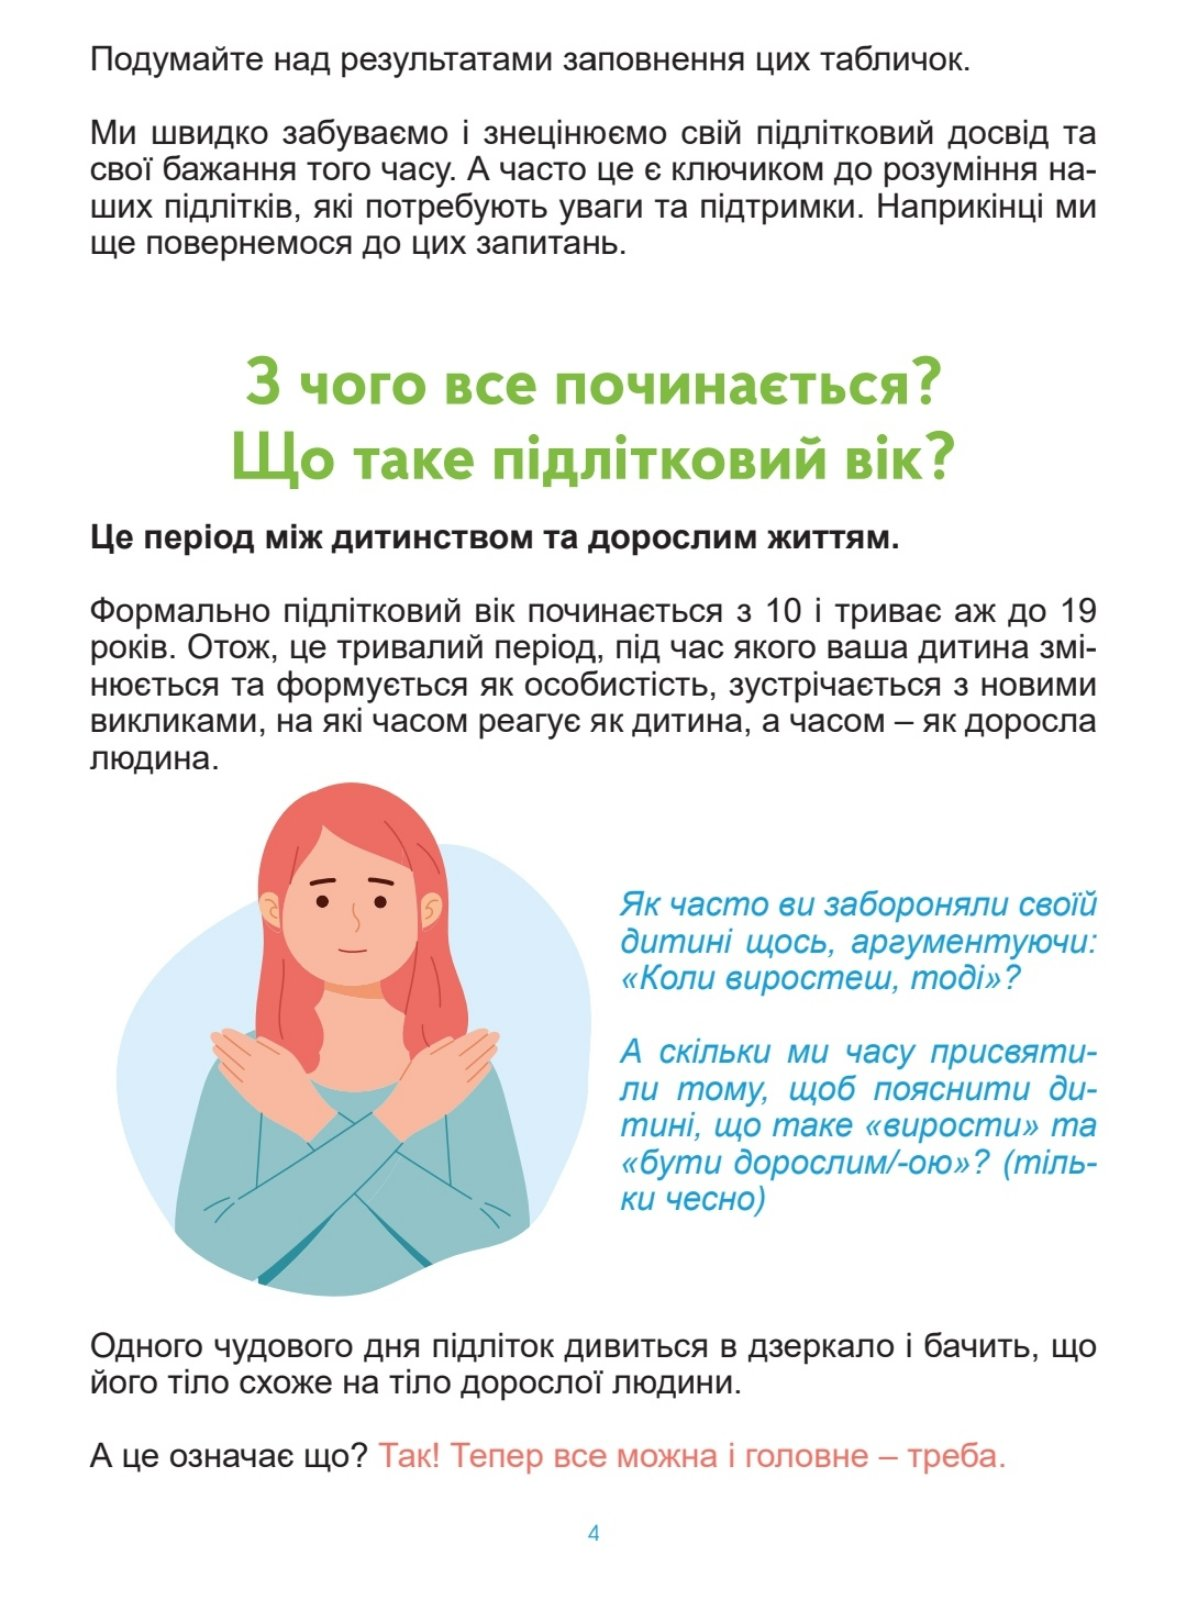 Подумайте над результатами заповнення цих табличок.
Ми швидко забуваємо і знецінюємо свій підлітковий досвід та
свої бажання того часу. А часто це є ключиком до розуміння на-
ших підлітків, які потребують уваги та підтримки. Наприкінці ми
ще повернемося до цих запитань.
З чого все починається?
Що таке підлітковий вік?
Це період між дитинством та дорослим життям.
Формально підлітковий вік починається з 10 і триває аж до 19
років. Отож, це тривалий період, під час якого ваша дитина змі-
нюється та формується як особистість, зустрічається з новими
викликами, на які часом реагує як дитина, а часом – як доросла
людина.
Як часто ви забороняли своїй
дитині щось, аргументуючи:
«Коли виростеш, тоді»?
А скільки ми часу присвяти-
ли тому, щоб пояснити ди-
тині, що таке «вирости» та
«бути дорослим/-ою»? (тіль-
ки чесно)
Одного чудового дня підліток дивиться в дзеркало і бачить, що
його тіло схоже на тіло дорослої людини.
А це означає що? Так! Тепер все можна і головне – треба.
4